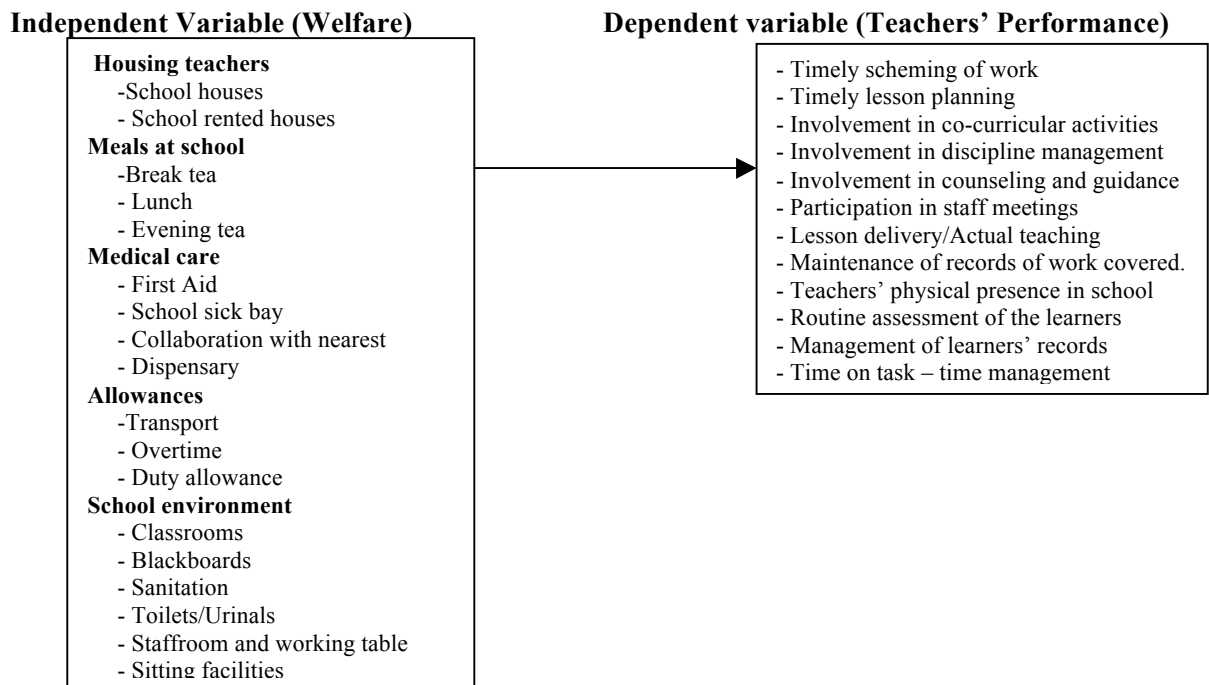 Independent Variable (Welfare)
Housing teachers
-School houses
- School rented houses
Meals at school
-Break tea
- Lunch
- Evening tea
Medical care
- First Aid
- School sick bay
- Collaboration with nearest
- Dispensary
Allowances
-Transport
- Overtime
- Duty allowance
School environment
- Classrooms
- Blackboards
- Sanitation
- Toilets/Urinals
- Staffroom and working table
- Sitting facilities
Dependent variable (Teachers’ Performance)
- Timely scheming of work
- Timely lesson planning
- Involvement in co-curricular activities
- Involvement in discipline management
- Involvement in counseling and guidance
- Participation in staff meetings
- Lesson delivery/Actual teaching
- Maintenance of records of work covered.
- Teachers’ physical presence in school
- Routine assessment of the learners
- Management of learners’ records
- Time on task – time management